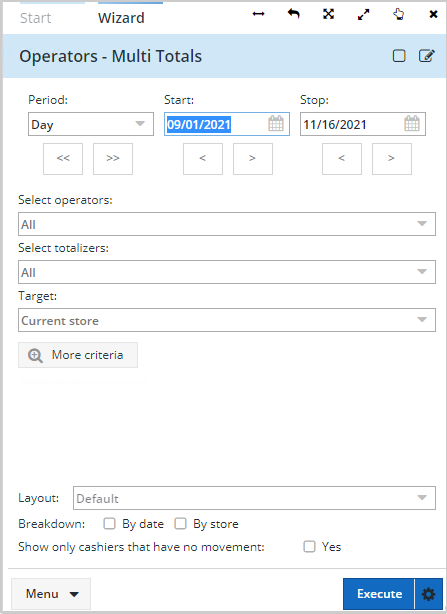 Start Wizard
Operators - Multi Totals
Period: Start: Stop:
Day 09/01/2021 11/16/2021
<< >> < > < >
Select operators:
All
Select totalizers:
All
Target:
Current store
More criteria
Layout: Default
Breakdown: By date By store
Show only cashiers that have no movement: Yes
Menu Execute